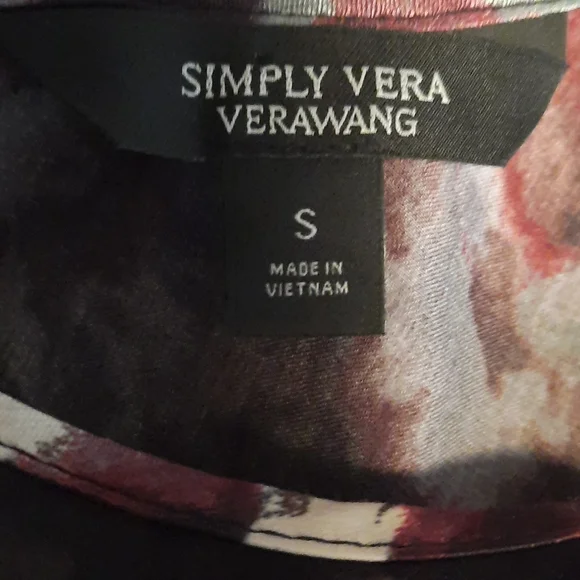 SIMPLY VERA
VERAWANG
S
MADE IN
VIETNAM